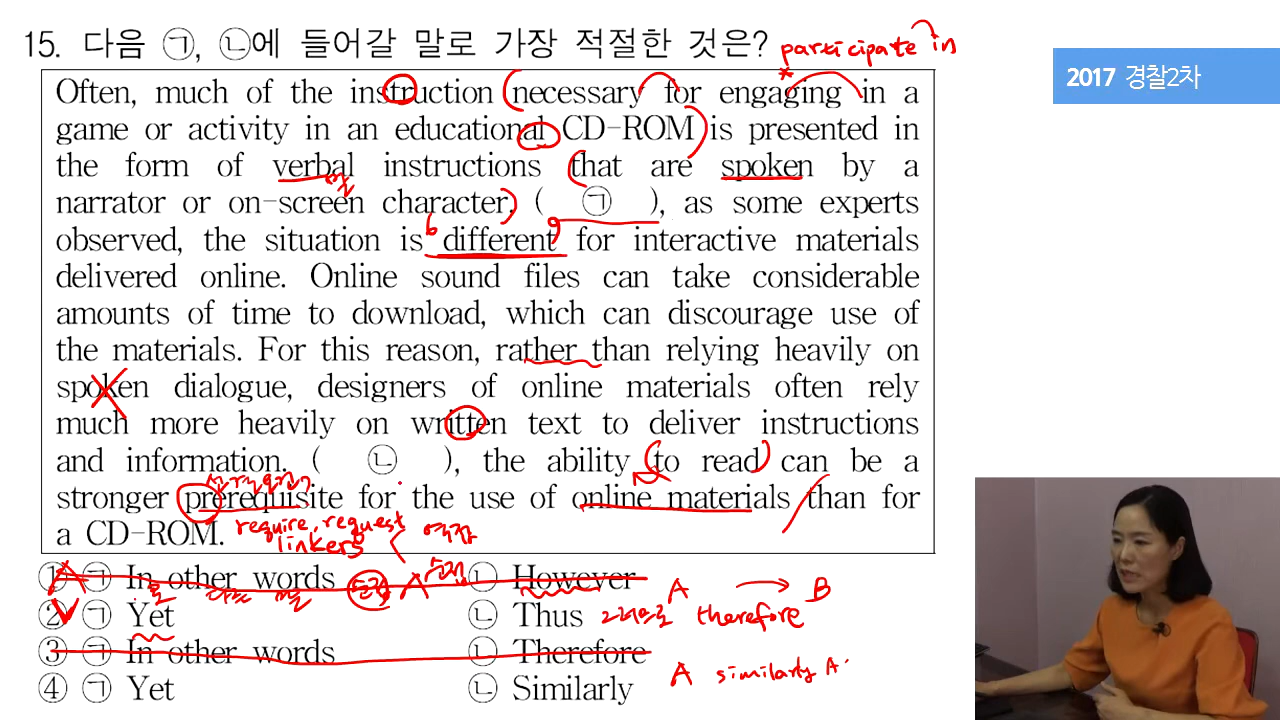 15. 다음 ㉠, ㉡에 들어갈 말로 가장 적절한 것은?
participate in
2017 경찰2차
Often, much of the instruction necessary for engaging in a
game or activity in an educational CD-ROM is presented in
the form of verbal instructions that are spoken by a
narrator or on-screen character. ( ㉠ ), as some experts
observed, the situation is different for interactive materials
delivered online. Online sound files can take considerable
amounts of time to download, which can discourage use of
the materials. For this reason, rather than relying heavily on
spoken dialogue, designers of online materials often rely
much more heavily on written text to deliver instructions
and information. ( ㉡ ), the ability to read can be a
stronger prerequisite for the use of online materials than for
a CD-ROM.
require, request
linkers
역접
순접
① ㉠ In other words ㉡ However
A → B
② ㉠ Yet ㉡ Thus
그러므로 therefore
③ ㉠ In other words ㉡ Therefore
④ ㉠ Yet ㉡ Similarly
A similarly A'